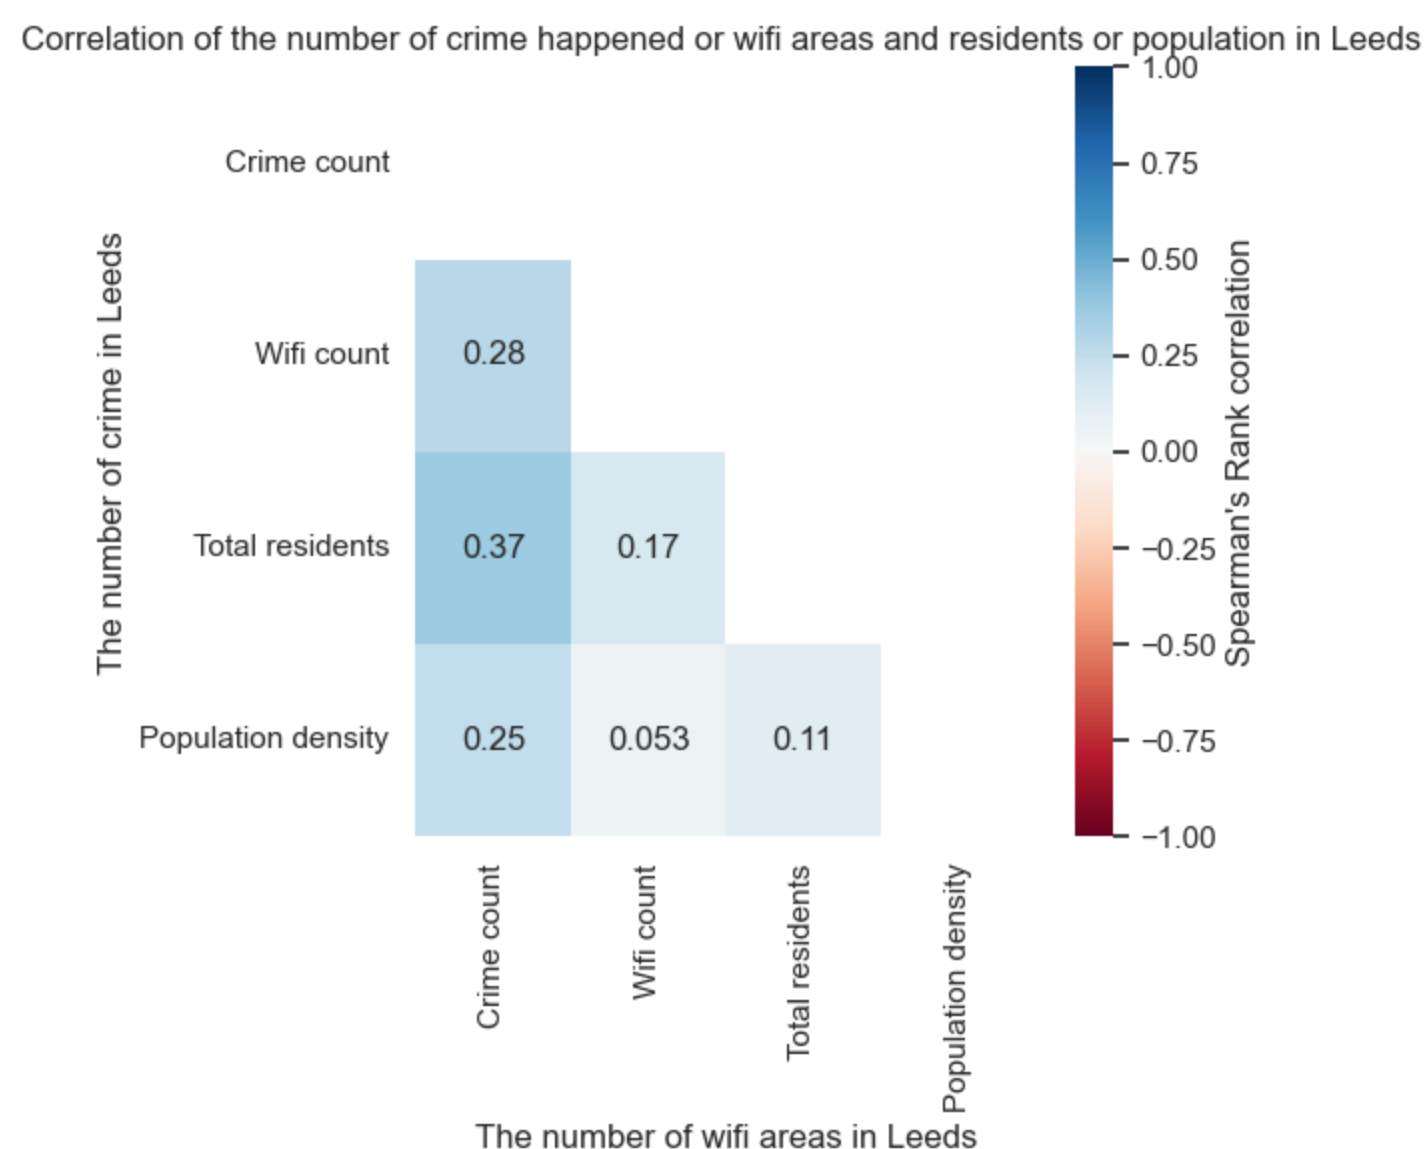 Correlation of the number of crime happened or wifi areas and residents or population in Leeds
The number of crime in Leeds
Crime count
Wifi count
0.28
Total residents
0.37 0.17
Population density
0.25 0.053 0.11
Crime count
Wifi count
Total residents
Population density
The number of wifi areas in Leeds
1.00
0.75
0.50
0.25
0.00
−0.25
−0.50
−0.75
−1.00
Spearman's Rank correlation